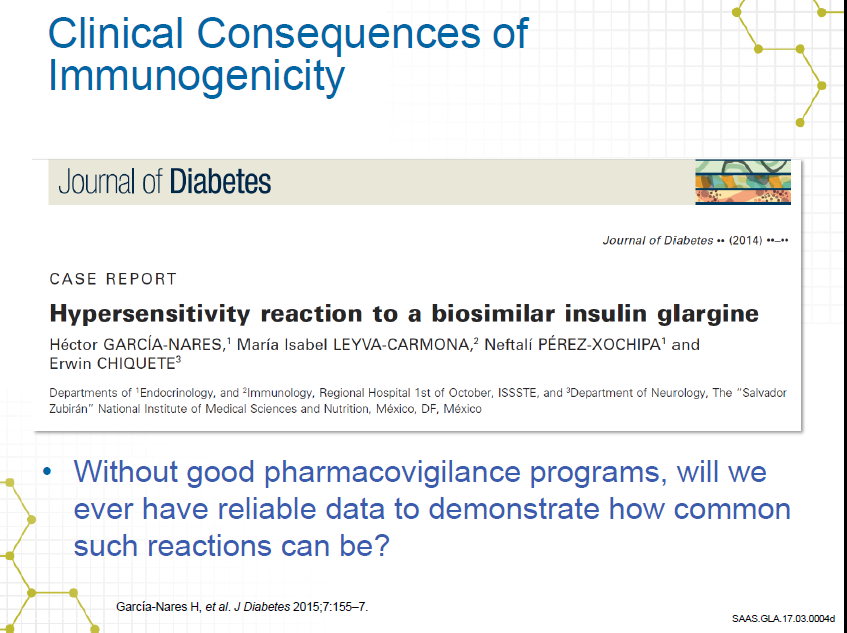 Clinical Consequences of
Immunogenicity
Journal of Diabetes
Journal of Diabetes •• (2014) ••–••
CASE REPORT
Hypersensitivity reaction to a biosimilar insulin glargine
Héctor GARCÍA-NARES,¹ María Isabel LEYVA-CARMONA,² Neftalí PÉREZ-XOCHIPA¹ and
Erwin CHIQUETE³
Departments of ¹Endocrinology, and ²Immunology, Regional Hospital 1st of October, ISSSTE, and ³Department of Neurology, The "Salvador
Zubirán" National Institute of Medical Sciences and Nutrition, México, DF, México
• Without good pharmacovigilance programs, will we
ever have reliable data to demonstrate how common
such reactions can be?
García-Nares H, et al. J Diabetes 2015;7:155–7.
SAAS.GLA.17.03.0004d